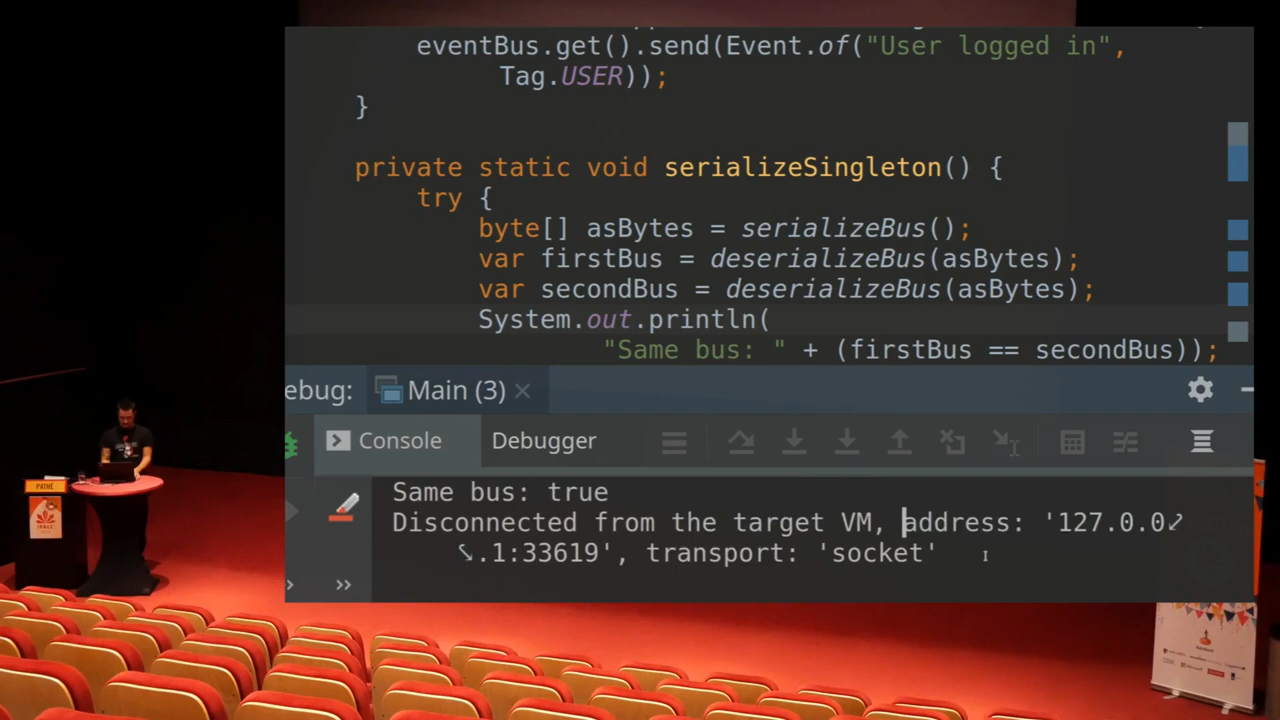 eventBus.get().send(Event.of("User logged in",
Tag.USER));
}
private static void serializeSingleton() {
try {
byte[] asBytes = serializeBus();
var firstBus = deserializeBus(asBytes);
var secondBus = deserializeBus(asBytes);
System.out.println(
"Same bus: " + (firstBus == secondBus));
ebug: Main (3)
Console Debugger
Same bus: true
Disconnected from the target VM, address: '127.0.0
.1:33619', transport: 'socket'
PATHÉ
JFALL